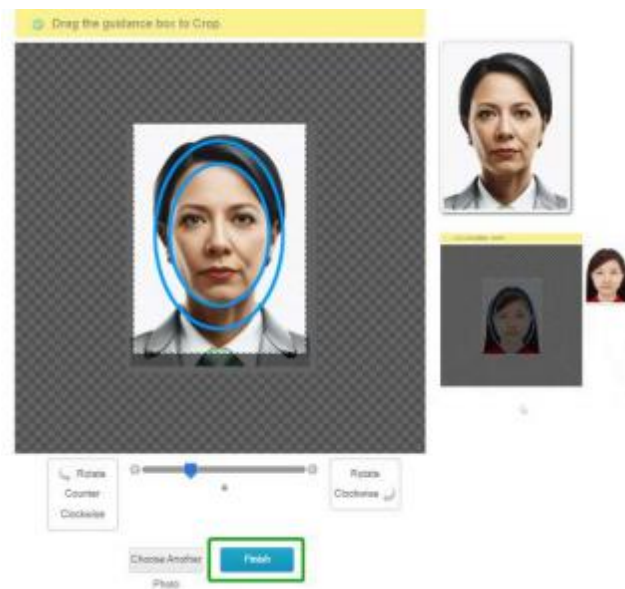 Drag the guidance box to Crop.
Rotate
Counter
Clockwise
Rotate
Clockwise
Choose Another
Photo
Finish